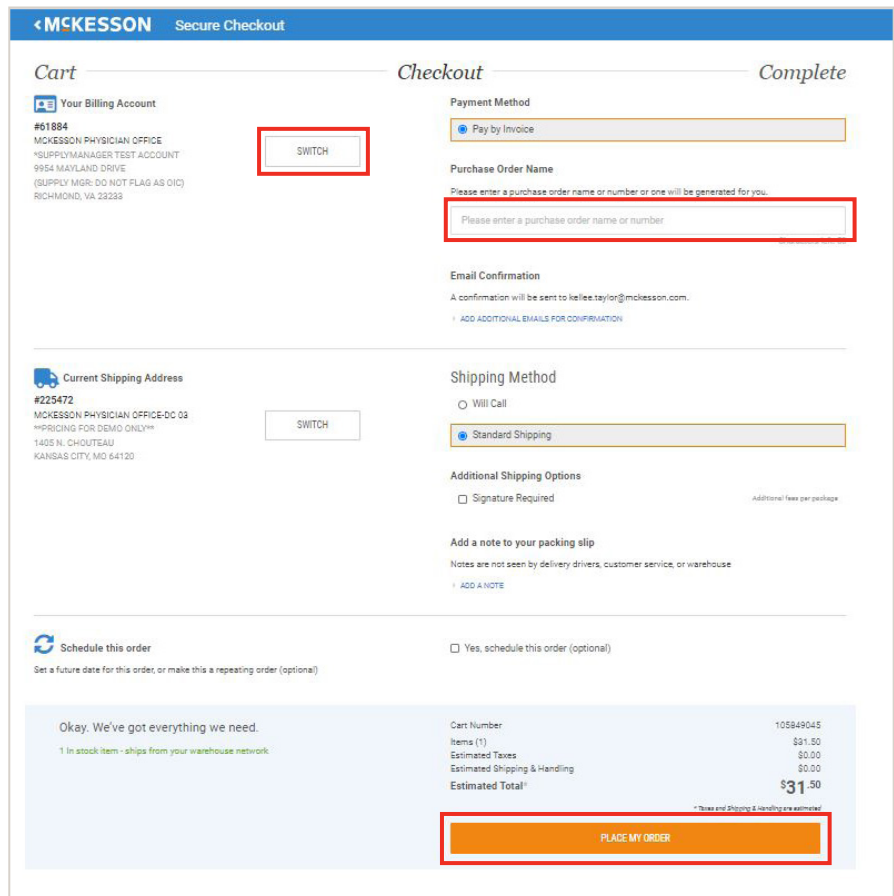 MCKESSON Secure Checkout
Cart Checkout Complete
Your Billing Account
#61884
MCKESSON PHYSICIAN OFFICE
*SUPPLYMANAGER TEST ACCOUNT
9954 MAYLAND DRIVE
(SUPPLY MGR: DO NOT FLAG AS OIC)
RICHMOND, VA 23233
SWITCH
Payment Method
Pay by Invoice
Purchase Order Name
Please enter a purchase order name or number or one will be generated for you.
Please enter a purchase order name or number
Email Confirmation
A confirmation will be sent to kellee.taylor@mckesson.com.
ADD ADDITIONAL EMAILS FOR CONFIRMATION
Current Shipping Address
#225472
MCKESSON PHYSICIAN OFFICE-DC 03
**PRICING FOR DEMO ONLY**
1405 N. CHOUTEAU
KANSAS CITY, MO 64120
SWITCH
Shipping Method
Will Call
Standard Shipping
Additional Shipping Options
Signature Required Additional fees per package
Add a note to your packing slip
Notes are not seen by delivery drivers, customer service, or warehouse
ADD A NOTE
Schedule this order
Set a future date for this order, or make this a repeating order (optional)
Yes, schedule this order (optional)
Okay. We've got everything we need.
1 In stock item - ships from your warehouse network
Cart Number 105849045
Items (1) $31.50
Estimated Taxes $0.00
Estimated Shipping & Handling $0.00
Estimated Total* $31.50
* Taxes and Shipping & Handling are estimated
PLACE MY ORDER